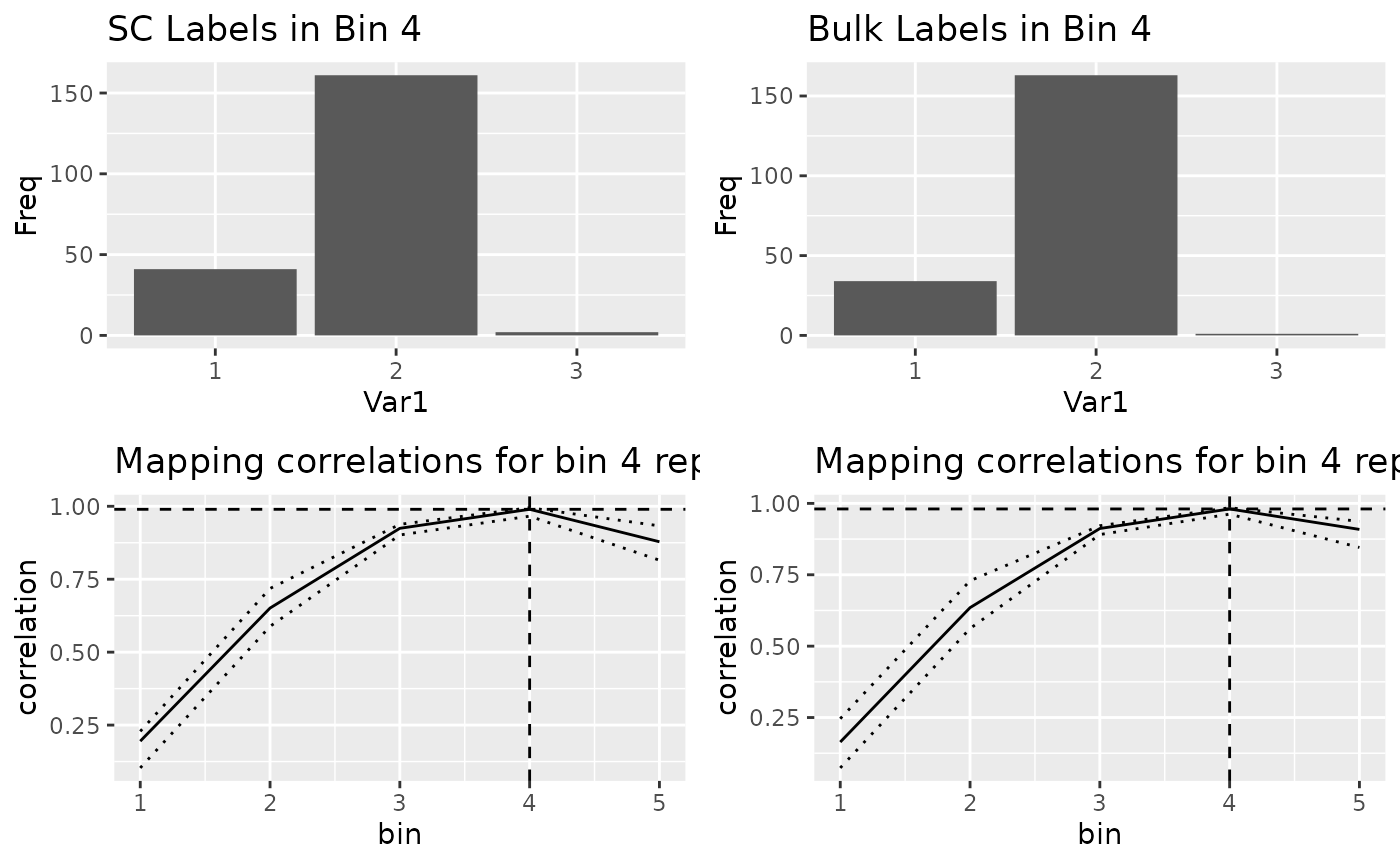 SC Labels in Bin 4
150
100
50
0
Freq
1 2 3
Var1
Bulk Labels in Bin 4
150
100
50
0
Freq
1 2 3
Var1
Mapping correlations for bin 4 rep
1.00
0.75
0.50
0.25
correlation
1 2 3 4 5
bin
Mapping correlations for bin 4 rep
1.00
0.75
0.50
0.25
correlation
1 2 3 4 5
bin